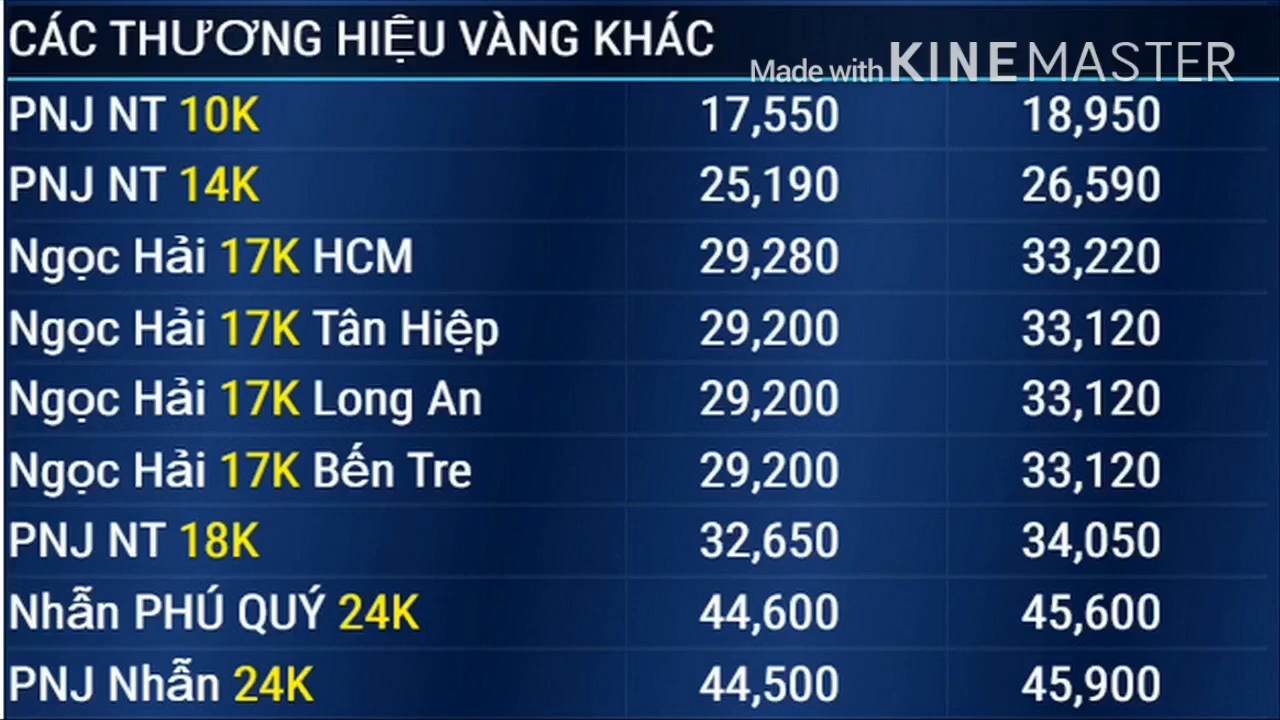 CÁC THƯƠNG HIỆU VÀNG KHÁC
Made with KINEMASTER
PNJ NT 10K 17,550 18,950
PNJ NT 14K 25,190 26,590
Ngọc Hải 17K HCM 29,280 33,220
Ngọc Hải 17K Tân Hiệp 29,200 33,120
Ngọc Hải 17K Long An 29,200 33,120
Ngọc Hải 17K Bến Tre 29,200 33,120
PNJ NT 18K 32,650 34,050
Nhẫn PHÚ QUÝ 24K 44,600 45,600
PNJ Nhẫn 24K 44,500 45,900